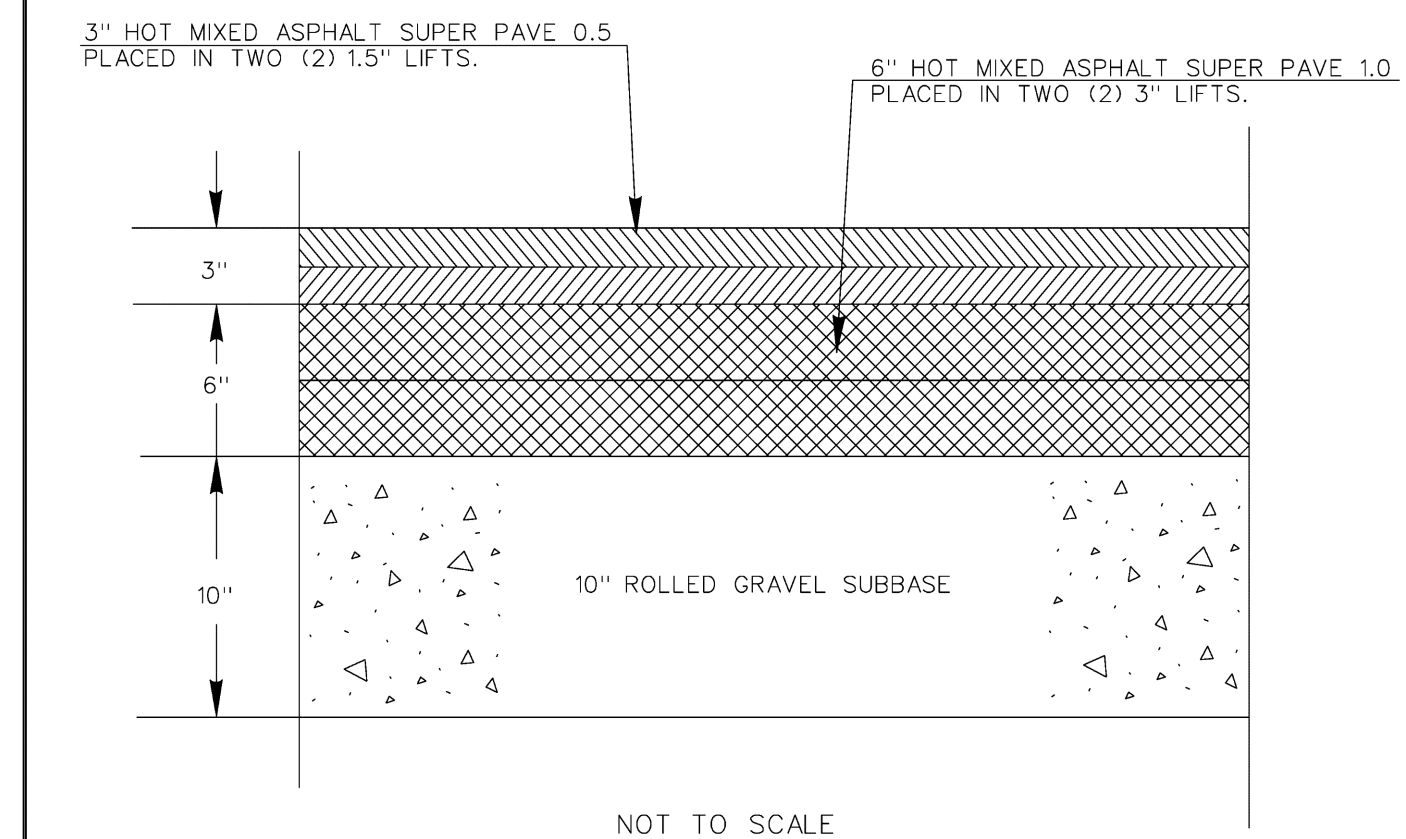 3" HOT MIXED ASPHALT SUPER PAVE 0.5
PLACED IN TWO (2) 1.5" LIFTS.
6" HOT MIXED ASPHALT SUPER PAVE 1.0
PLACED IN TWO (2) 3" LIFTS.
3"
6"
10"
10" ROLLED GRAVEL SUBBASE
NOT TO SCALE